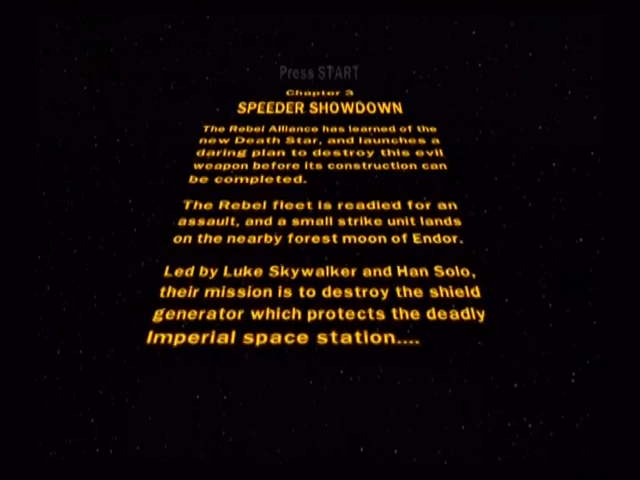 Press START
Chapter 3
SPEEDER SHOWDOWN
The Rebel Alliance has learned of the
new Death Star, and launches a
daring plan to destroy this evil
weapon before its construction can
be completed.
The Rebel fleet is readied for an
assault, and a small strike unit lands
on the nearby forest moon of Endor.
Led by Luke Skywalker and Han Solo,
their mission is to destroy the shield
generator which protects the deadly
Imperial space station....